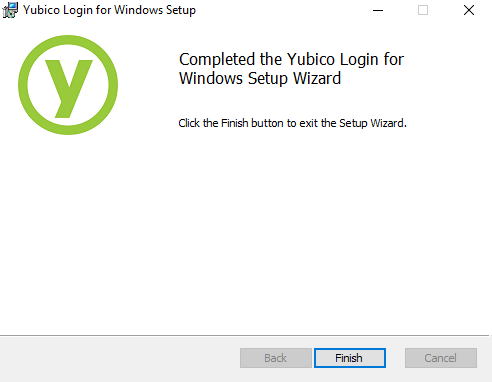 Yubico Login for Windows Setup
y
Completed the Yubico Login for
Windows Setup Wizard
Click the Finish button to exit the Setup Wizard.
Back
Finish
Cancel